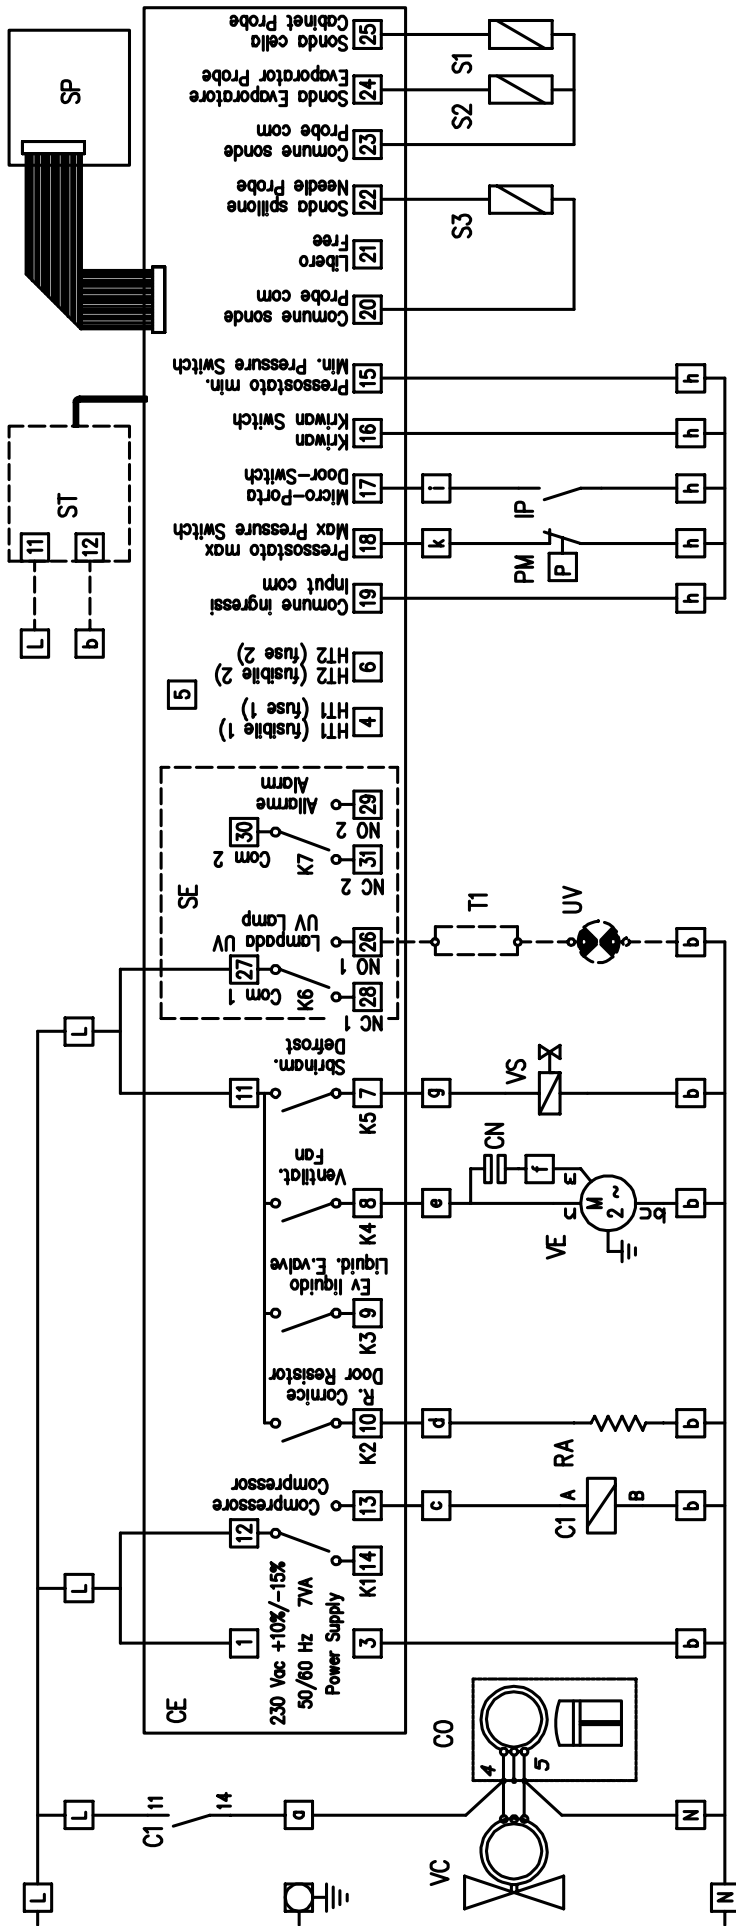 SP
Sonda cella
Cabinet Probe
25
S1
Sonda Evaporatore
Evaporator Probe
24
S2
Comune sonde
Probe com
23
Sonda spillone
Needle Probe
22
S3
Libero
Free
21
Comune sonde
Probe com
20
Pressostato min.
Min. Pressure Switch
15
h
Kriwan
Kriwan Switch
16
h
ST
11
12
L
b
Micro-Porta
Door-Switch
17
i
IP
h
Pressostato max
Max Pressure Switch
18
k
PM
P
h
Comune ingressi
Input com
19
h
HT2 (fusibile 2)
HT2 (fuse 2)
6
5
HT1 (fusibile 1)
HT1 (fuse 1)
4
SE
Allarme
Alarm
29
NO 2
30
Com 2
K7
31
NC 2
Lampada UV
UV Lamp
26
NO 1
T1
UV
b
27
Com 1
K6
28
NC 1
L
Sbrinam.
Defrost
11
7
K5
g
VS
b
Ventilat.
Fan
8
K4
e
CN
f
VE
M
2
~
b
Ev liquido
Liquid. E.valve
9
K3
R. Cornice
Door Resistor
10
K2
d
RA
b
Compressore
Compressor
13
c
C1
A
B
b
12
K1
14
L
1
230 Vac +10%/-15%
50/60 Hz 7VA
Power Supply
3
b
CE
CO
4
5
L
C1
11
14
a
N
VC
L
N